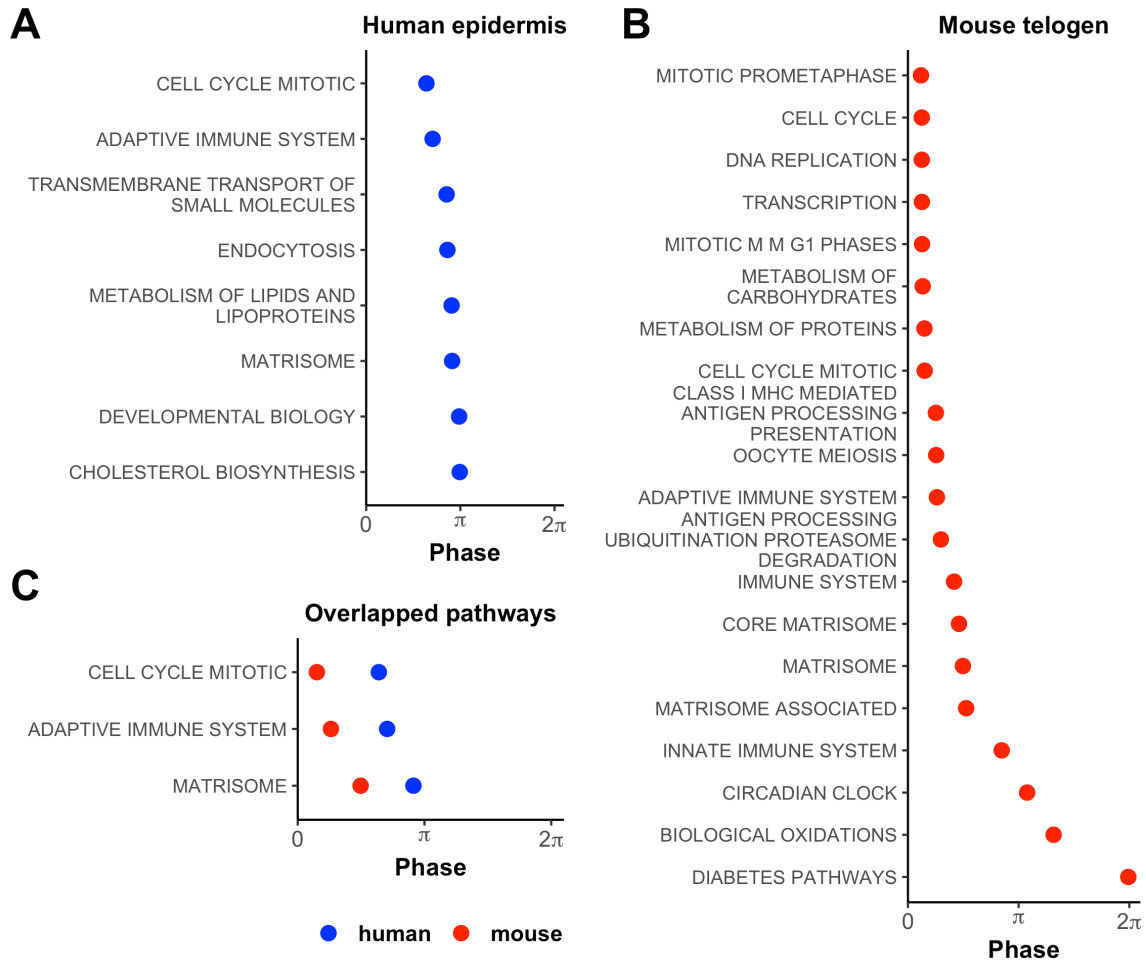 A
Human epidermis
CELL CYCLE MITOTIC
ADAPTIVE IMMUNE SYSTEM
TRANSMEMBRANE TRANSPORT OF
SMALL MOLECULES
ENDOCYTOSIS
METABOLISM OF LIPIDS AND
LIPOPROTEINS
MATRISOME
DEVELOPMENTAL BIOLOGY
CHOLESTEROL BIOSYNTHESIS
0 π 2π
Phase
B
Mouse telogen
MITOTIC PROMETAPHASE
CELL CYCLE
DNA REPLICATION
TRANSCRIPTION
MITOTIC M M G1 PHASES
METABOLISM OF
CARBOHYDRATES
METABOLISM OF PROTEINS
CELL CYCLE MITOTIC
CLASS I MHC MEDIATED
ANTIGEN PROCESSING
PRESENTATION
OOCYTE MEIOSIS
ADAPTIVE IMMUNE SYSTEM
ANTIGEN PROCESSING
UBIQUITINATION PROTEASOME
DEGRADATION
IMMUNE SYSTEM
CORE MATRISOME
MATRISOME
MATRISOME ASSOCIATED
INNATE IMMUNE SYSTEM
CIRCADIAN CLOCK
BIOLOGICAL OXIDATIONS
DIABETES PATHWAYS
0 π 2π
Phase
C
Overlapped pathways
CELL CYCLE MITOTIC
ADAPTIVE IMMUNE SYSTEM
MATRISOME
0 π 2π
Phase
human mouse